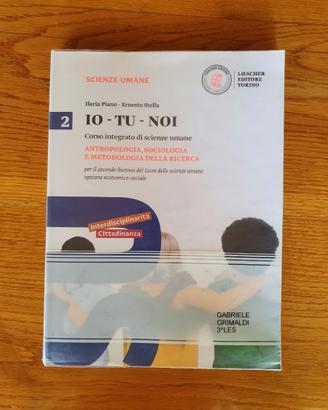 SCIENZE UMANE
LOESCHER
EDITORE
TORINO
Ilaria Piano - Ernesto Stella
2
IO - TU - NOI
Corso integrato di scienze umane
ANTROPOLOGIA, SOCIOLOGIA
E METODOLOGIA DELLA RICERCA
per il secondo biennio del Liceo delle scienze umane
opzione economico-sociale
Interdisciplinarità
Cittadinanza
GABRIELE
GRIMALDI
3^LES